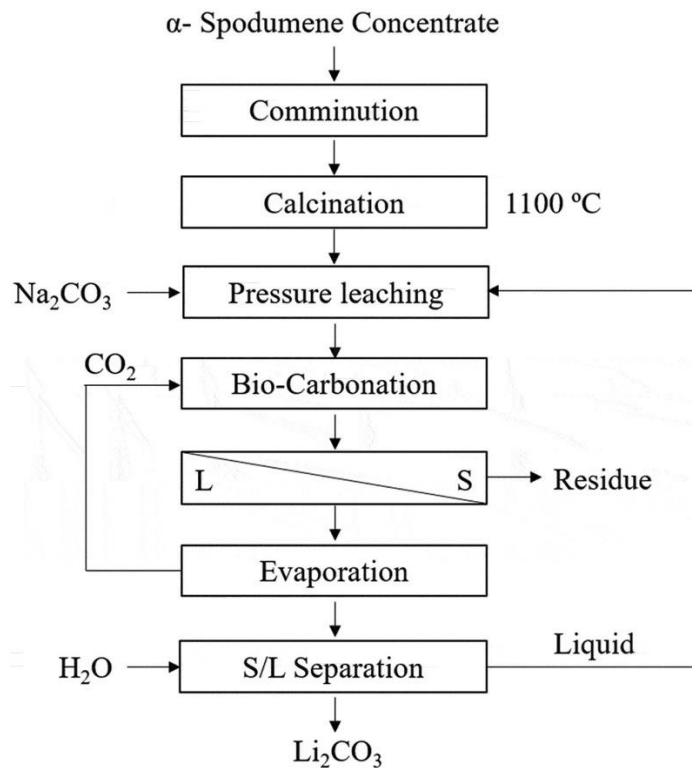 α- Spodumene Concentrate
Comminution
Calcination
1100 ºC
Na₂CO₃
Pressure leaching
CO₂
Bio-Carbonation
L
S
Residue
Evaporation
H₂O
S/L Separation
Liquid
Li₂CO₃